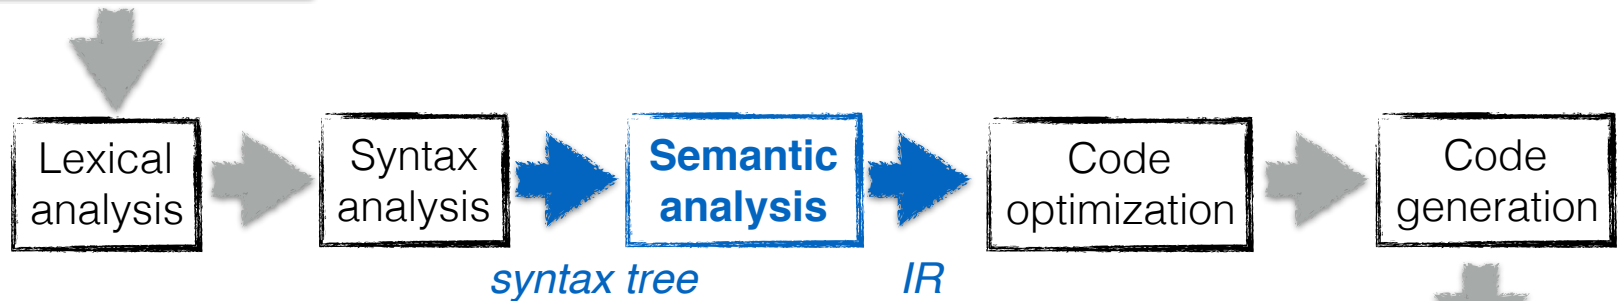 Lexical
analysis
Syntax
analysis
Semantic
analysis
Code
optimization
Code
generation
syntax tree
IR